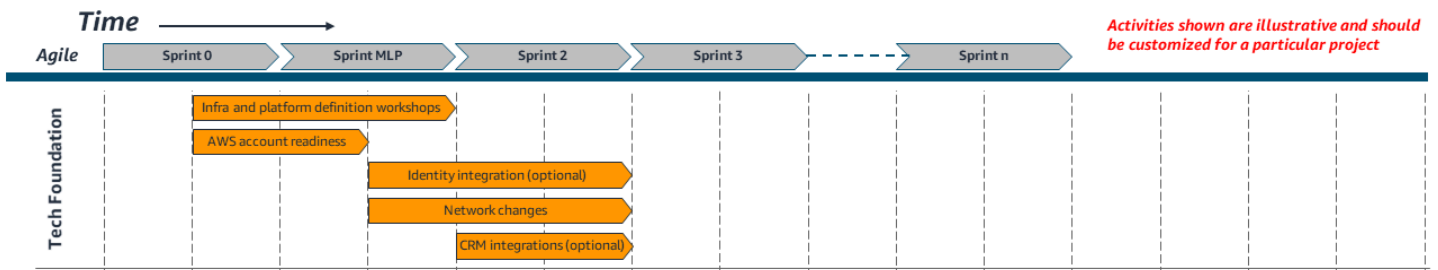 Time
Activities shown are illustrative and should
be customized for a particular project
Agile
Sprint 0
Sprint MLP
Sprint 2
Sprint 3
Sprint n
Tech Foundation
Infra and platform definition workshops
AWS account readiness
Identity integration (optional)
Network changes
CRM integrations (optional)